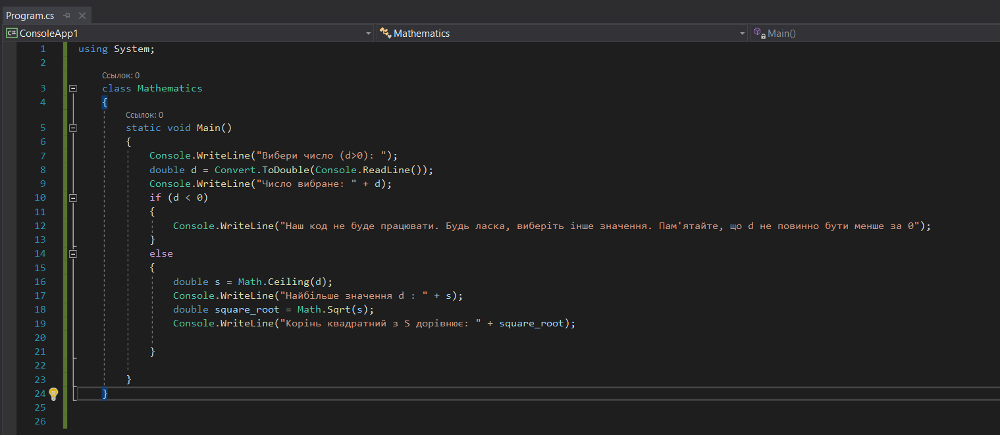 Program.cs
C# ConsoleApp1 Mathematics Main()
1 using System;
2
Ссылок: 0
3 class Mathematics
4 {
Ссылок: 0
5 static void Main()
6 {
7 Console.WriteLine("Вибери число (d>0): ");
8 double d = Convert.ToDouble(Console.ReadLine());
9 Console.WriteLine("Число вибране: " + d);
10 if (d < 0)
11 {
12 Console.WriteLine("Наш код не буде працювати. Будь ласка, виберіть інше значення. Пам'ятайте, що d не повинно бути менше за 0");
13 }
14 else
15 {
16 double s = Math.Ceiling(d);
17 Console.WriteLine("Найбільше значення d : " + s);
18 double square_root = Math.Sqrt(s);
19 Console.WriteLine("Корінь квадратний з S дорівнює: " + square_root);
20
21 }
22
23 }
24 }
25
26